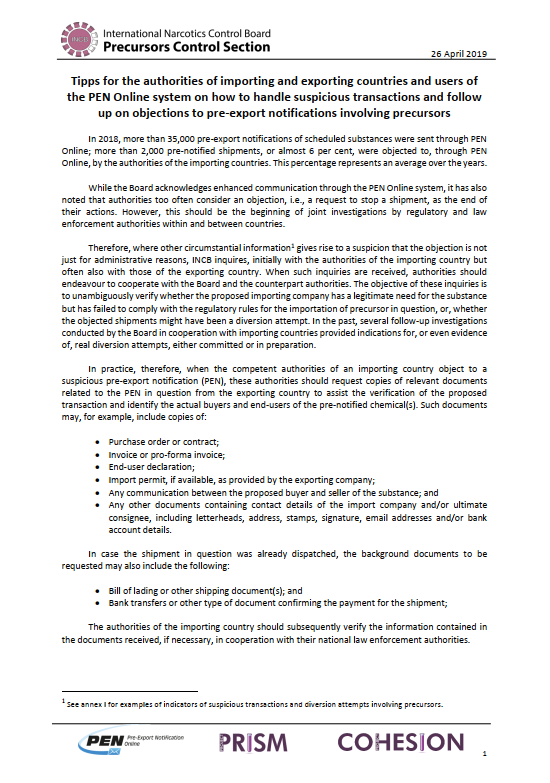 INCB
International Narcotics Control Board
Precursors Control Section
26 April 2019
Tipps for the authorities of importing and exporting countries and users of
the PEN Online system on how to handle suspicious transactions and follow
up on objections to pre-export notifications involving precursors
In 2018, more than 35,000 pre-export notifications of scheduled substances were sent through PEN
Online; more than 2,000 pre-notified shipments, or almost 6 per cent, were objected to, through PEN
Online, by the authorities of the importing countries. This percentage represents an average over the years.
While the Board acknowledges enhanced communication through the PEN Online system, it has also
noted that authorities too often consider an objection, i.e., a request to stop a shipment, as the end of
their actions. However, this should be the beginning of joint investigations by regulatory and law
enforcement authorities within and between countries.
Therefore, where other circumstantial information1 gives rise to a suspicion that the objection is not
just for administrative reasons, INCB inquires, initially with the authorities of the importing country but
often also with those of the exporting country. When such inquiries are received, authorities should
endeavour to cooperate with the Board and the counterpart authorities. The objective of these inquiries is
to unambiguously verify whether the proposed importing company has a legitimate need for the substance
but has failed to comply with the regulatory rules for the importation of precursor in question, or, whether
the objected shipments might have been a diversion attempt. In the past, several follow-up investigations
conducted by the Board in cooperation with importing countries provided indications for, or even evidence
of, real diversion attempts, either committed or in preparation.
In practice, therefore, when the competent authorities of an importing country object to a
suspicious pre-export notification (PEN), these authorities should request copies of relevant documents
related to the PEN in question from the exporting country to assist the verification of the proposed
transaction and identify the actual buyers and end-users of the pre-notified chemical(s). Such documents
may, for example, include copies of:
• Purchase order or contract;
• Invoice or pro-forma invoice;
• End-user declaration;
• Import permit, if available, as provided by the exporting company;
• Any communication between the proposed buyer and seller of the substance; and
• Any other documents containing contact details of the import company and/or ultimate
consignee, including letterheads, address, stamps, signature, email addresses and/or bank
account details.
In case the shipment in question was already dispatched, the background documents to be
requested may also include the following:
• Bill of lading or other shipping document(s); and
• Bank transfers or other type of document confirming the payment for the shipment;
The authorities of the importing country should subsequently verify the information contained in
the documents received, if necessary, in cooperation with their national law enforcement authorities.
1 See annex I for examples of indicators of suspicious transactions and diversion attempts involving precursors.
PEN Pre-Export Notification
Online
PRISM
COHESION
1